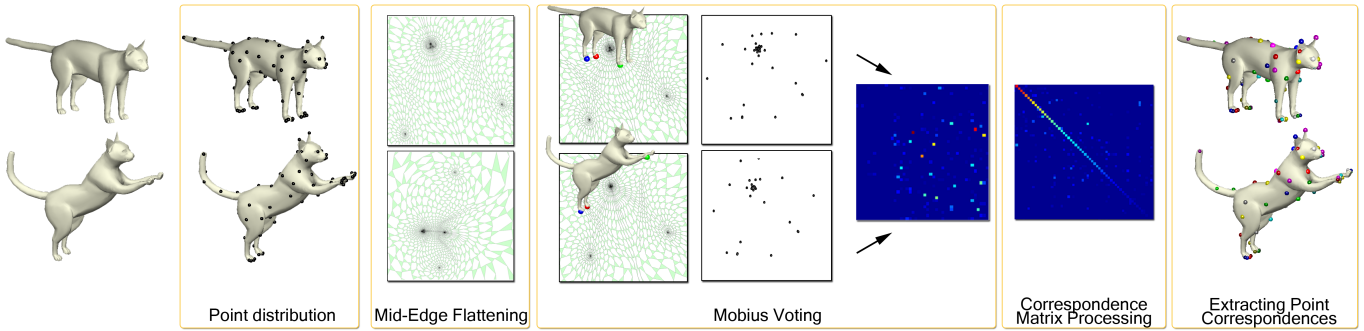 Point distribution
Mid-Edge Flattening
Mobius Voting
Correspondence
Matrix Processing
Extracting Point
Correspondences